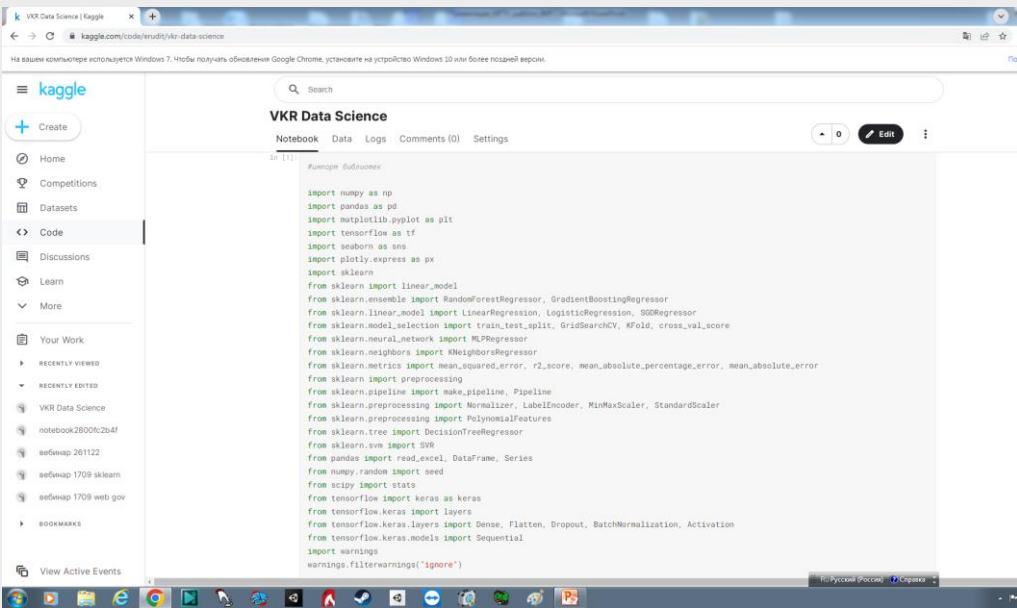 VKR Data Science | Kaggle
kaggle.com/code/erudit/vkr-data-science
На вашем компьютере используется Windows 7. Чтобы получать обновления Google Chrome, установите на устройство Windows 10 или более поздней версии.
kaggle
Search
Create
Home
Competitions
Datasets
Code
Discussions
Learn
More
Your Work
RECENTLY VIEWED
RECENTLY EDITED
VKR Data Science
notebook2800fc2b4f
вебинар 261122
вебинар 1709 sklearn
вебинар 1709 web gov
BOOKMARKS
View Active Events
VKR Data Science
Notebook Data Logs Comments (0) Settings
0 Edit
In [1]:
#импорт библиотек
import numpy as np
import pandas as pd
import matplotlib.pyplot as plt
import tensorflow as tf
import seaborn as sns
import plotly.express as px
import sklearn
from sklearn import linear_model
from sklearn.ensemble import RandomForestRegressor, GradientBoostingRegressor
from sklearn.linear_model import LinearRegression, LogisticRegression, SGDRegressor
from sklearn.model_selection import train_test_split, GridSearchCV, KFold, cross_val_score
from sklearn.neural_network import MLPRegressor
from sklearn.neighbors import KNeighborsRegressor
from sklearn.metrics import mean_squared_error, r2_score, mean_absolute_percentage_error, mean_absolute_error
from sklearn import preprocessing
from sklearn.pipeline import make_pipeline, Pipeline
from sklearn.preprocessing import Normalizer, LabelEncoder, MinMaxScaler, StandardScaler
from sklearn.preprocessing import PolynomialFeatures
from sklearn.tree import DecisionTreeRegressor
from sklearn.svm import SVR
from pandas import read_excel, DataFrame, Series
from numpy.random import seed
from scipy import stats
from tensorflow import keras as keras
from tensorflow.keras import layers
from tensorflow.keras.layers import Dense, Flatten, Dropout, BatchNormalization, Activation
from tensorflow.keras.models import Sequential
import warnings
warnings.filterwarnings('ignore')
RU Русский (Россия) Справка